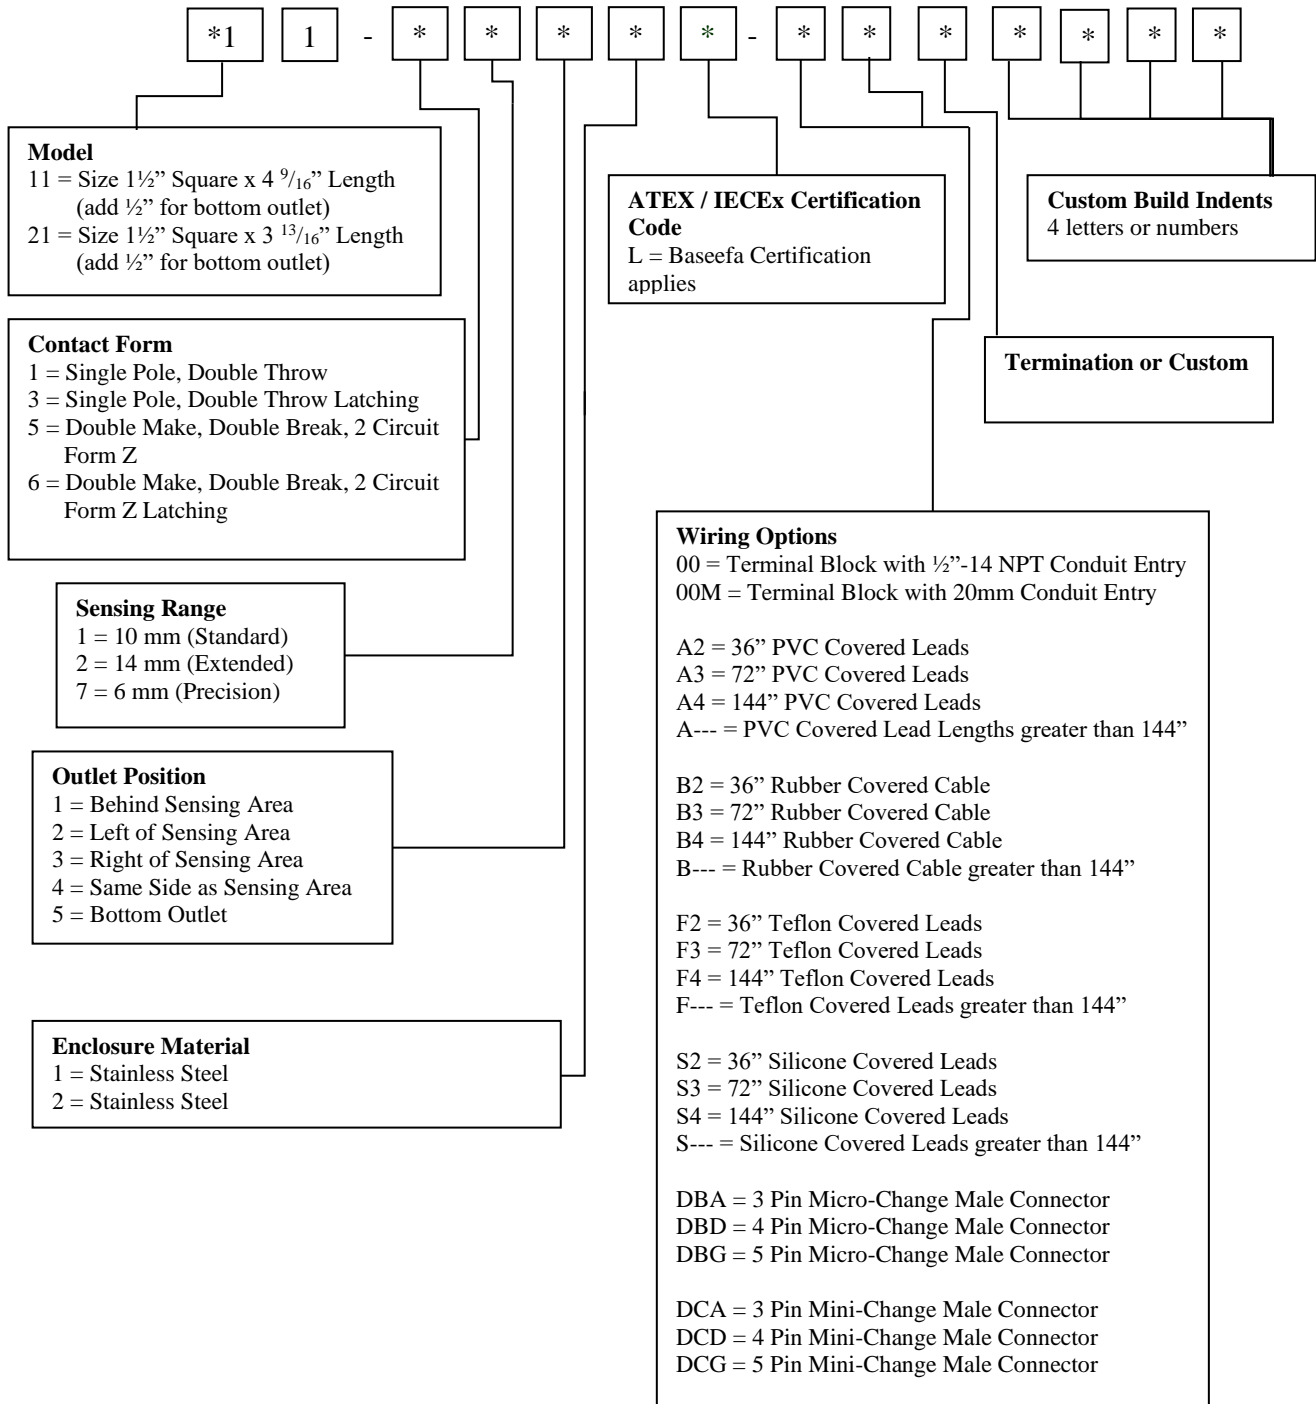 *1 1 - * * * * * - * * * * * * *
Model
11 = Size 1½” Square x 4 9/16” Length
(add ½” for bottom outlet)
21 = Size 1½” Square x 3 13/16” Length
(add ½” for bottom outlet)
ATEX / IECEx Certification
Code
L = Baseefa Certification
applies
Custom Build Indents
4 letters or numbers
Contact Form
1 = Single Pole, Double Throw
3 = Single Pole, Double Throw Latching
5 = Double Make, Double Break, 2 Circuit
Form Z
6 = Double Make, Double Break, 2 Circuit
Form Z Latching
Termination or Custom
Sensing Range
1 = 10 mm (Standard)
2 = 14 mm (Extended)
7 = 6 mm (Precision)
Outlet Position
1 = Behind Sensing Area
2 = Left of Sensing Area
3 = Right of Sensing Area
4 = Same Side as Sensing Area
5 = Bottom Outlet
Enclosure Material
1 = Stainless Steel
2 = Stainless Steel
Wiring Options
00 = Terminal Block with ½”-14 NPT Conduit Entry
00M = Terminal Block with 20mm Conduit Entry
A2 = 36” PVC Covered Leads
A3 = 72” PVC Covered Leads
A4 = 144” PVC Covered Leads
A--- = PVC Covered Lead Lengths greater than 144”
B2 = 36” Rubber Covered Cable
B3 = 72” Rubber Covered Cable
B4 = 144” Rubber Covered Cable
B--- = Rubber Covered Cable greater than 144”
F2 = 36” Teflon Covered Leads
F3 = 72” Teflon Covered Leads
F4 = 144” Teflon Covered Leads
F--- = Teflon Covered Leads greater than 144”
S2 = 36” Silicone Covered Leads
S3 = 72” Silicone Covered Leads
S4 = 144” Silicone Covered Leads
S--- = Silicone Covered Leads greater than 144”
DBA = 3 Pin Micro-Change Male Connector
DBD = 4 Pin Micro-Change Male Connector
DBG = 5 Pin Micro-Change Male Connector
DCA = 3 Pin Mini-Change Male Connector
DCD = 4 Pin Mini-Change Male Connector
DCG = 5 Pin Mini-Change Male Connector